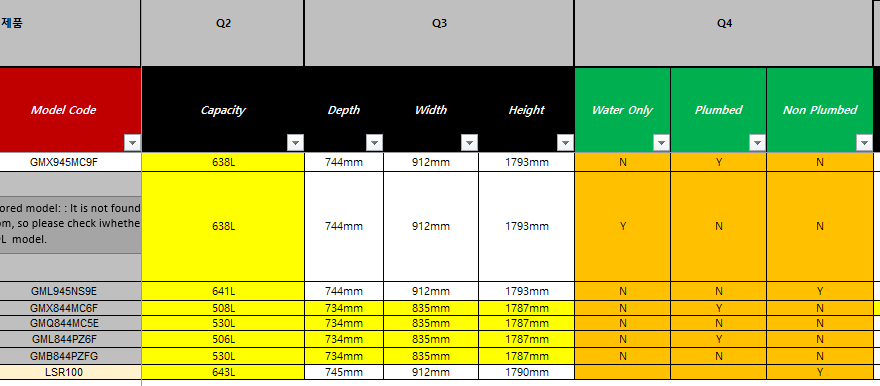 제품 Q2 Q3 Q4
Model Code Capacity Depth Width Height Water Only Plumbed Non Plumbed
GMX945MC9F 638L 744mm 912mm 1793mm N Y N
ored model: : It is not found
om, so please check iwhethe
L model.
638L 744mm 912mm 1793mm Y N N
GML945NS9E 641L 744mm 912mm 1793mm N N Y
GMX844MC6F 508L 734mm 835mm 1787mm N Y N
GMQ844MC5E 530L 734mm 835mm 1787mm N N N
GML844PZ6F 506L 734mm 835mm 1787mm N Y N
GMB844PZFG 530L 734mm 835mm 1787mm N N N
LSR100 643L 745mm 912mm 1790mm Y